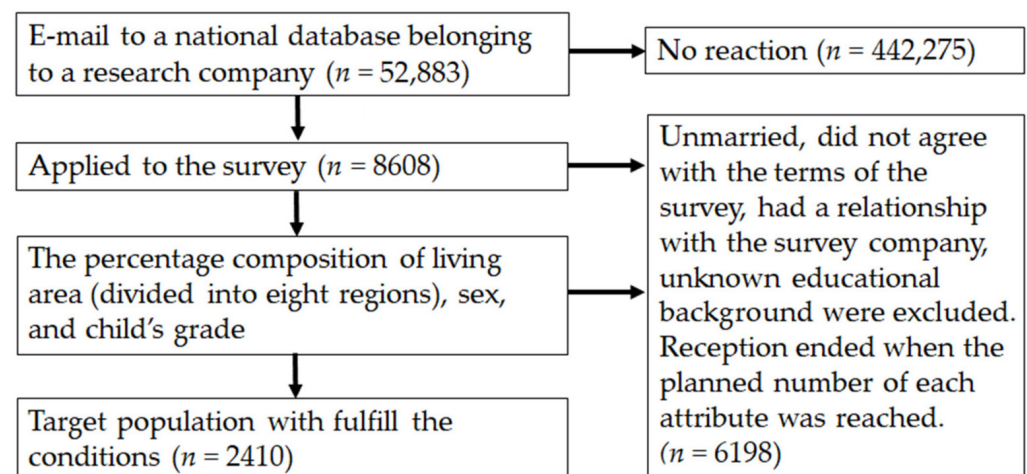 E-mail to a national database belonging
to a research company (n = 52,883)
No reaction (n = 442,275)
Applied to the survey (n = 8608)
Unmarried, did not agree
with the terms of the
survey, had a relationship
with the survey company,
unknown educational
background were excluded.
Reception ended when the
planned number of each
attribute was reached.
(n = 6198)
The percentage composition of living
area (divided into eight regions), sex,
and child's grade
Target population with fulfill the
conditions (n = 2410)